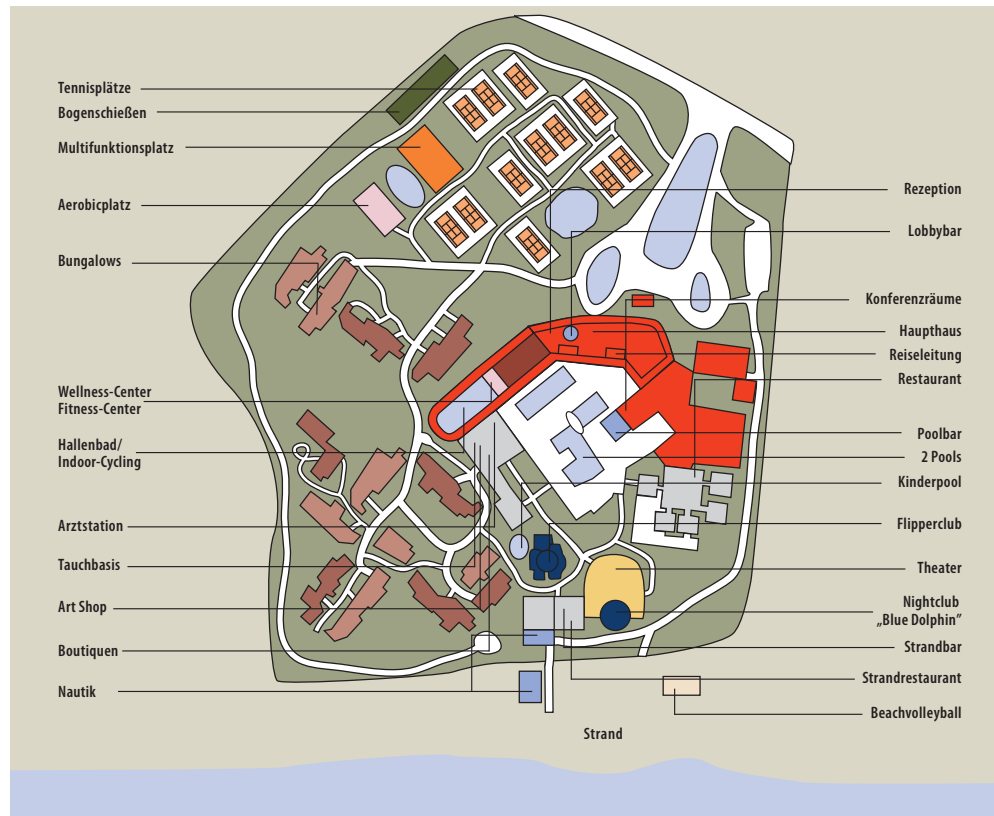 Tennisplätze
Bogenschießen
Multifunktionsplatz
Aerobicplatz
Bungalows
Wellness-Center
Fitness-Center
Hallenbad/
Indoor-Cycling
Arztstation
Tauchbasis
Art Shop
Boutiquen
Nautik
Rezeption
Lobbybar
Konferenzräume
Haupthaus
Reiseleitung
Restaurant
Poolbar
2 Pools
Kinderpool
Flipperclub
Theater
Nightclub
„Blue Dolphin”
Strandbar
Strandrestaurant
Beachvolleyball
Strand